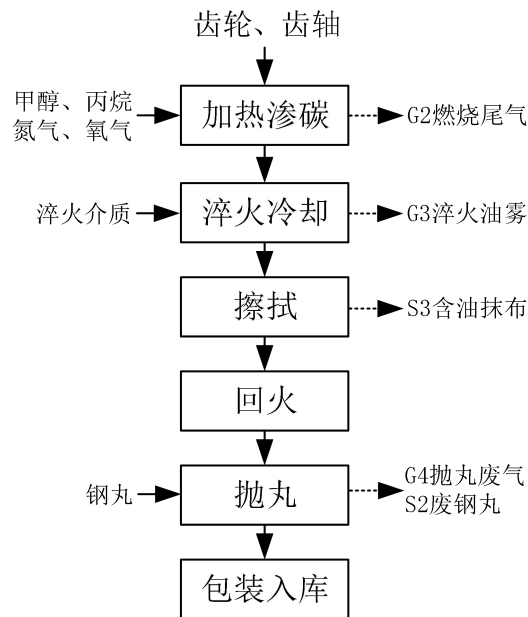 齿轮、齿轴
甲醇、丙烷
氮气、氧气
加热渗碳
G2燃烧尾气
淬火介质
淬火冷却
G3淬火油雾
擦拭
S3含油抹布
回火
钢丸
抛丸
G4抛丸废气
S2废钢丸
包装入库